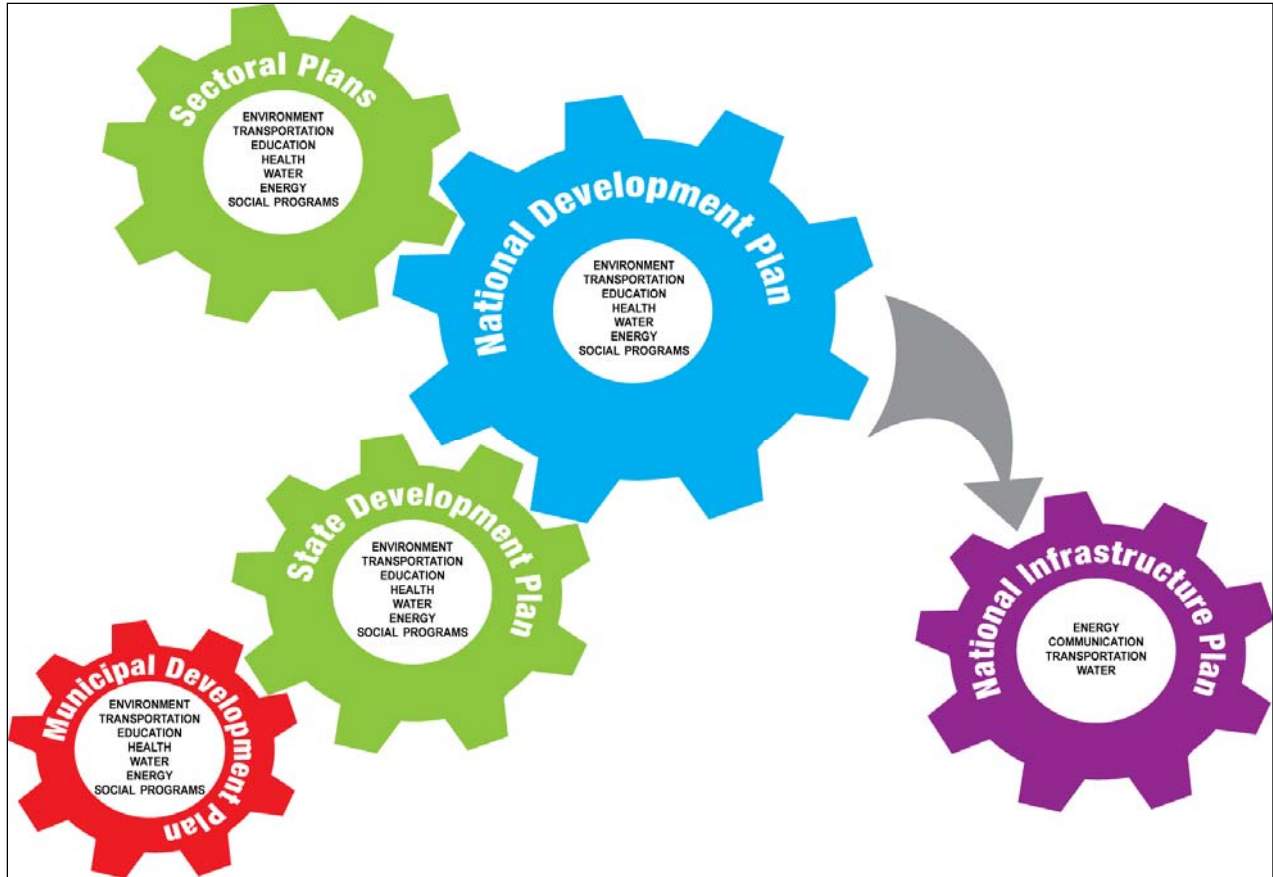 Sectoral Plans
ENVIRONMENT
TRANSPORTATION
EDUCATION
HEALTH
WATER
ENERGY
SOCIAL PROGRAMS
National Development Plan
ENVIRONMENT
TRANSPORTATION
EDUCATION
HEALTH
WATER
ENERGY
SOCIAL PROGRAMS
State Development Plan
ENVIRONMENT
TRANSPORTATION
EDUCATION
HEALTH
WATER
ENERGY
SOCIAL PROGRAMS
Municipal Development Plan
ENVIRONMENT
TRANSPORTATION
EDUCATION
HEALTH
WATER
ENERGY
SOCIAL PROGRAMS
National Infrastructure Plan
ENERGY
COMMUNICATION
TRANSPORTATION
WATER